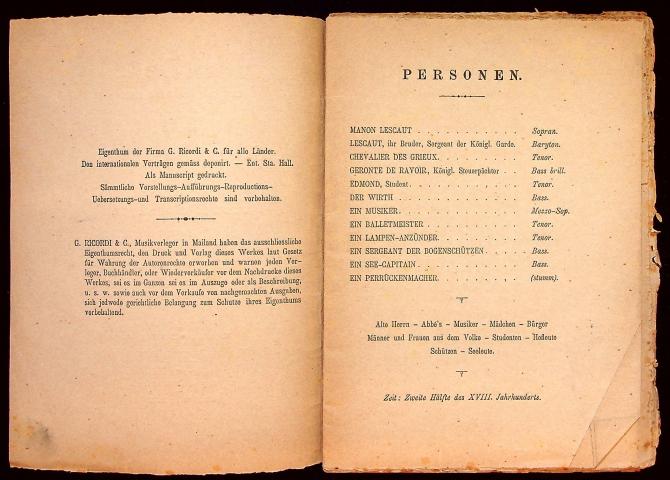 Eigenthum der Firma G. Ricordi & C. für alle Länder.
Den internationalen Verträgen gemäss deponirt. — Ent. Sta. Hall.
Als Manuscript gedruckt.
Sämmtliche Vorstellungs-Aufführungs-Reproductions-
Uebersetzungs-und Transcriptionsrechte sind vorbehalten.
G. RICORDI & C., Musikverleger in Mailand haben das ausschliessliche
Eigenthumsrecht, den Druck und Verlag dieses Werkes laut Gesetz
für Wahrung der Autorenrechte erworben und warnen jeden Ver-
leger, Buchhändler, oder Wiederverkäufer vor dem Nachdrucke dieses
Werkes, sei es im Ganzen sei es im Auszuge oder als Beschreibung,
u. s. w. sowie auch vor dem Verkaufe von nachgemachten Ausgaben,
sich jedwede gerichtliche Belangung zum Schutze ihres Eigenthums
vorbehaltend.
PERSONEN.
MANON LESCAUT . . . . . . . . . . Sopran.
LESCAUT, ihr Bruder, Sergeant der Königl. Garde. Baryton.
CHEVALIER DES GRIEUX. . . . . . . . Tenor.
GERONTE DE RAVOIR, Königl. Steuerpächter . . Bass brill.
EDMOND, Student . . . . . . . . . . Tenor.
DER WIRTH . . . . . . . . . . . Bass.
EIN MUSIKER. . . . . . . . . . . Mezzo-Sop.
EIN BALLETMEISTER . . . . . . . . . Tenor.
EIN LAMPEN-ANZÜNDER. . . . . . . . Tenor.
EIN SERGEANT DER BOGENSCHÜTZEN . . . . . Bass.
EIN SEE-CAPITAIN . . . . . . . . . Bass.
EIN PERRÜCKENMACHER. . . . . . . . (stumm).
Alte Herrn - Abbé's - Musiker - Mädchen - Bürger
Männer und Frauen aus dem Volke - Studenten - Hofleute
Schützen - Seeleute.
Zeit: Zweite Hälfte des XVIII. Jahrhunderts.